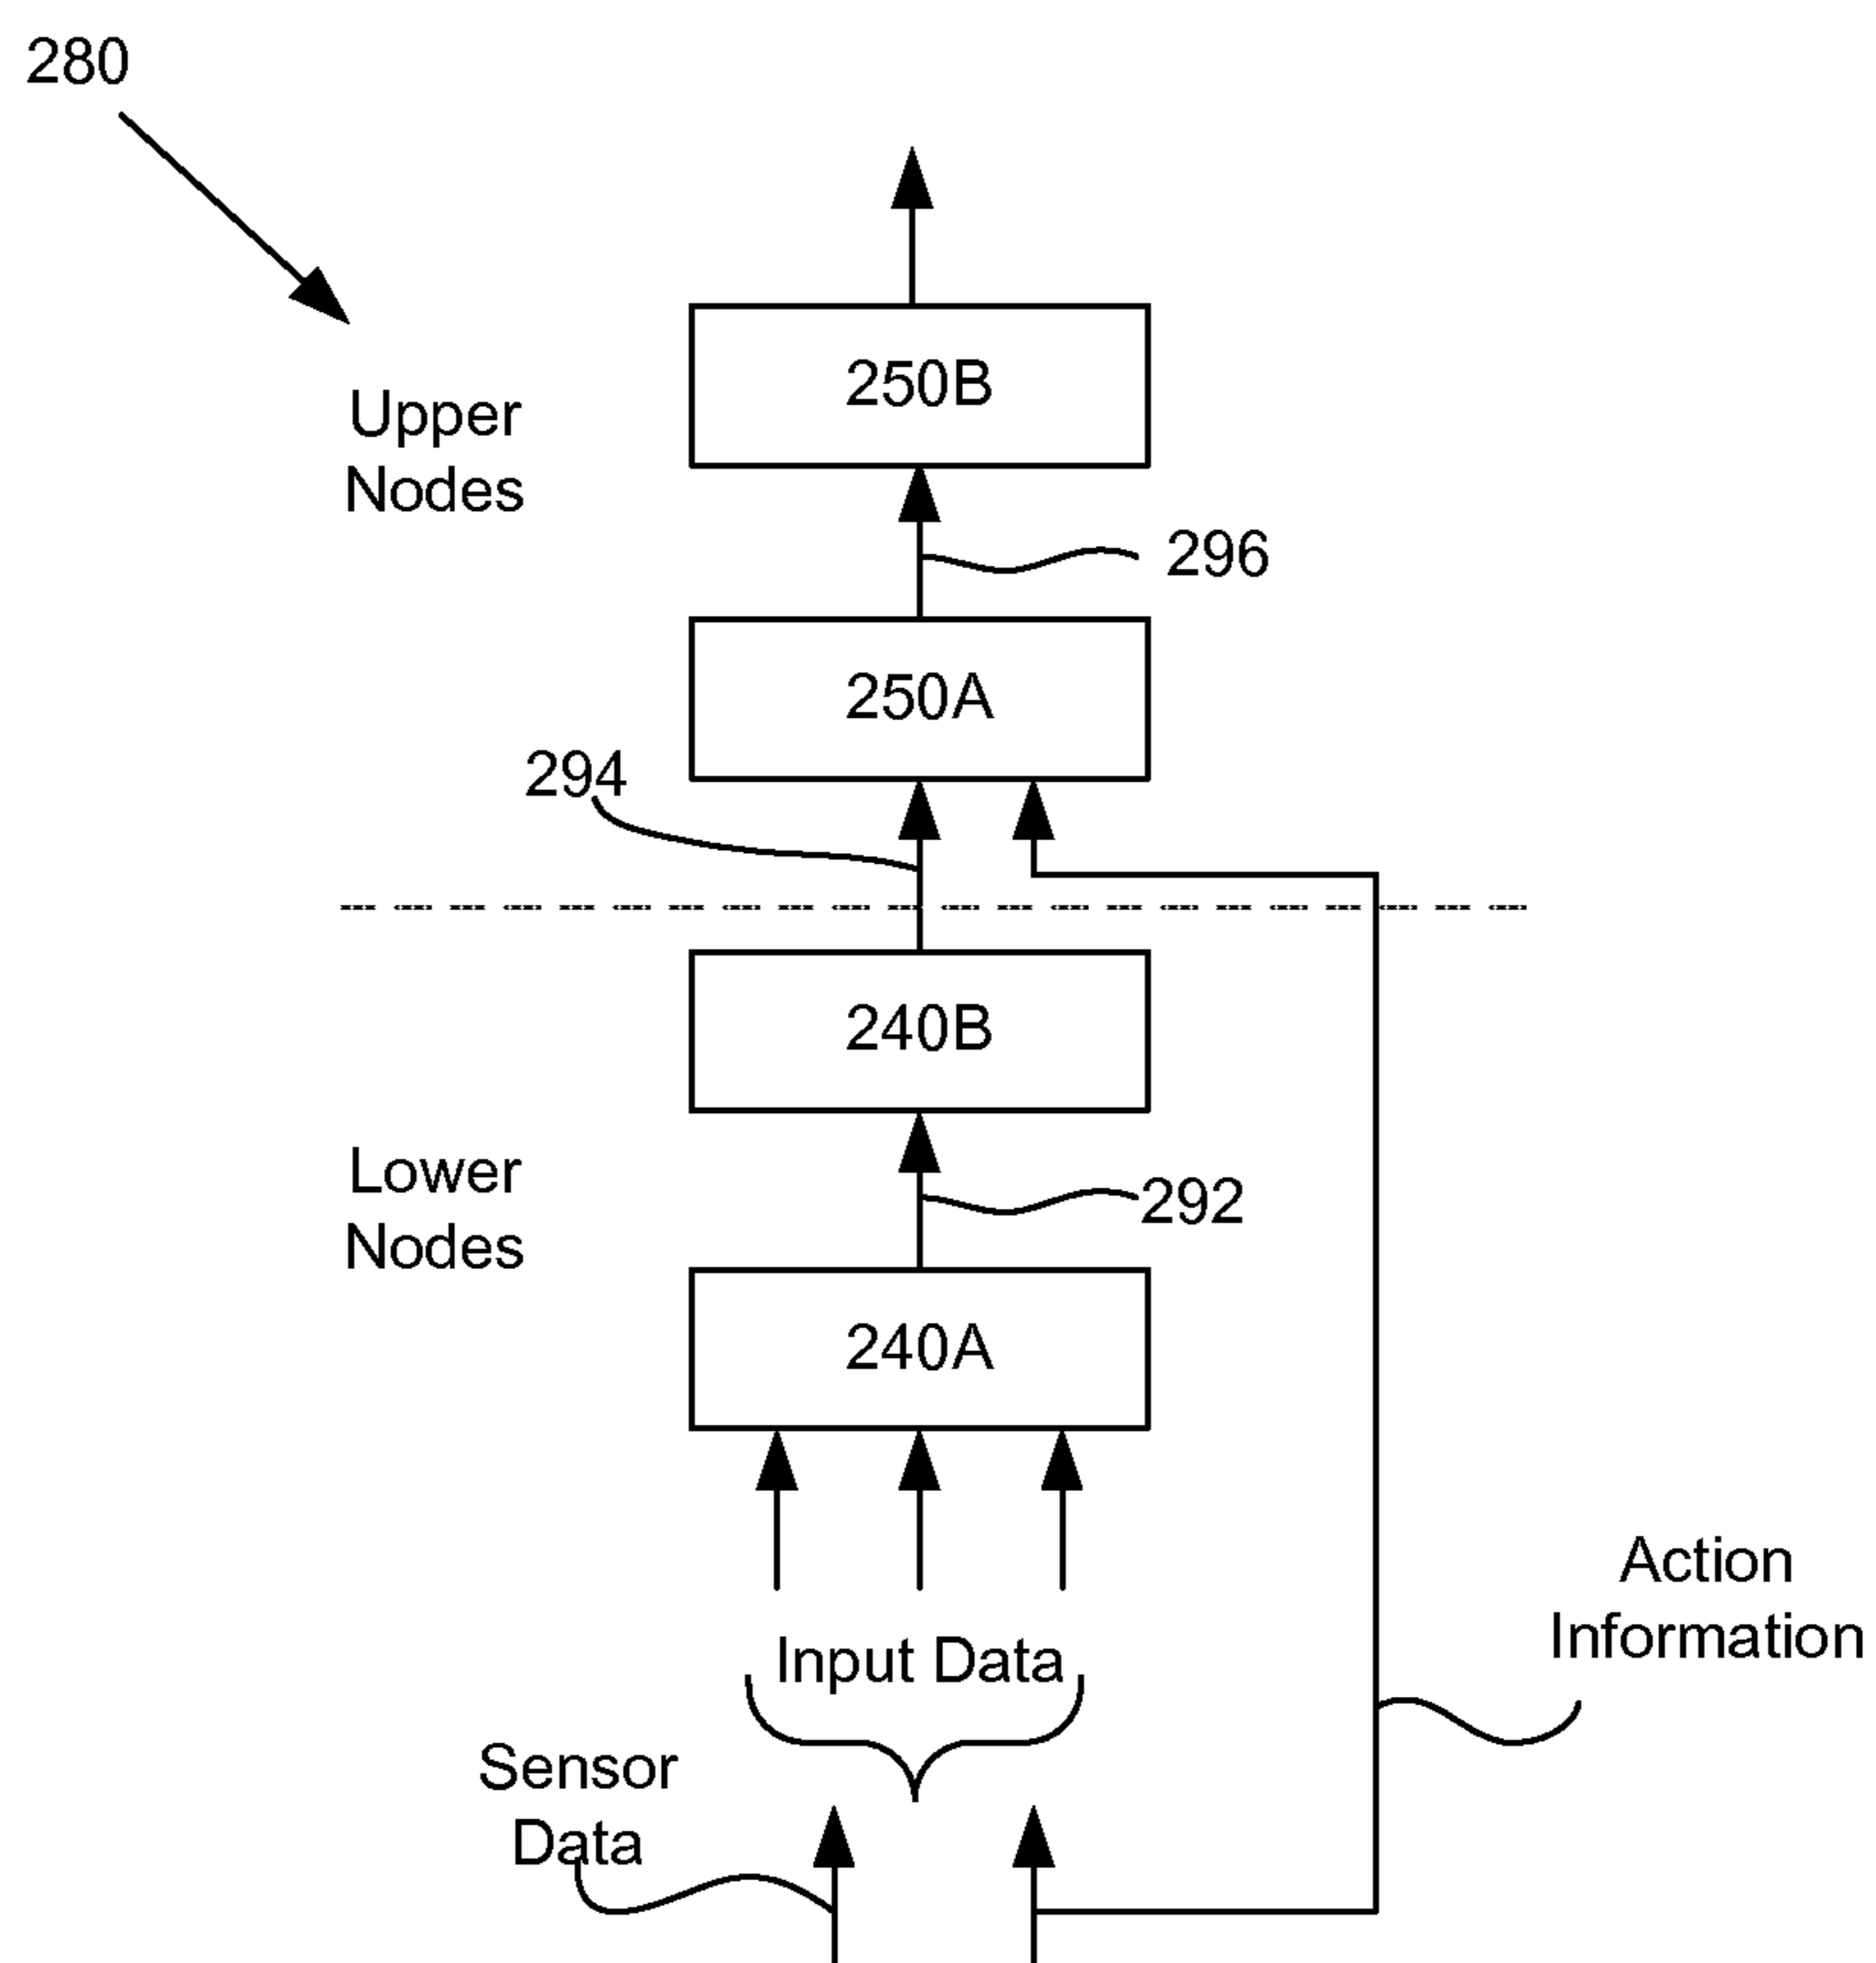 280
250B
Upper
Nodes
296
250A
294
240B
Lower
Nodes
292
240A
Action
Information
Input Data
Sensor
Data